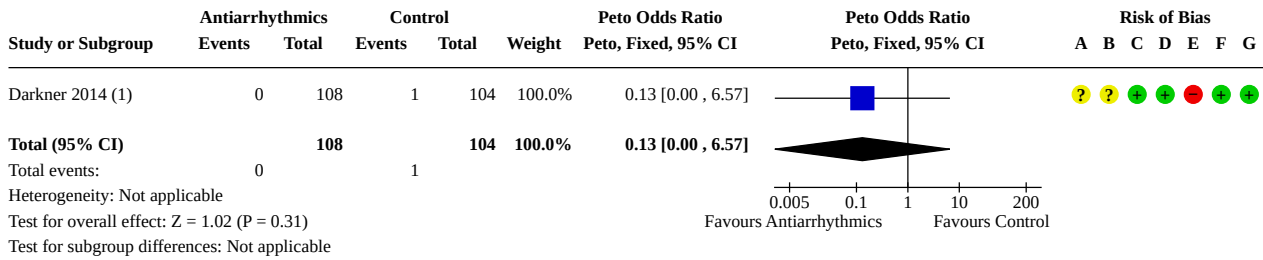 Antiarrhythmics Control Peto Odds Ratio Peto Odds Ratio Risk of Bias
Study or Subgroup Events Total Events Total Weight Peto, Fixed, 95% CI Peto, Fixed, 95% CI A B C D E F G
Darkner 2014 (1) 0 108 1 104 100.0% 0.13 [0.00 , 6.57] ? ? + + − + +
Total (95% CI) 108 104 100.0% 0.13 [0.00 , 6.57]
Total events: 0 1
Heterogeneity: Not applicable
0.005 0.1 1 10 200
Test for overall effect: Z = 1.02 (P = 0.31)
Favours Antiarrhythmics Favours Control
Test for subgroup differences: Not applicable